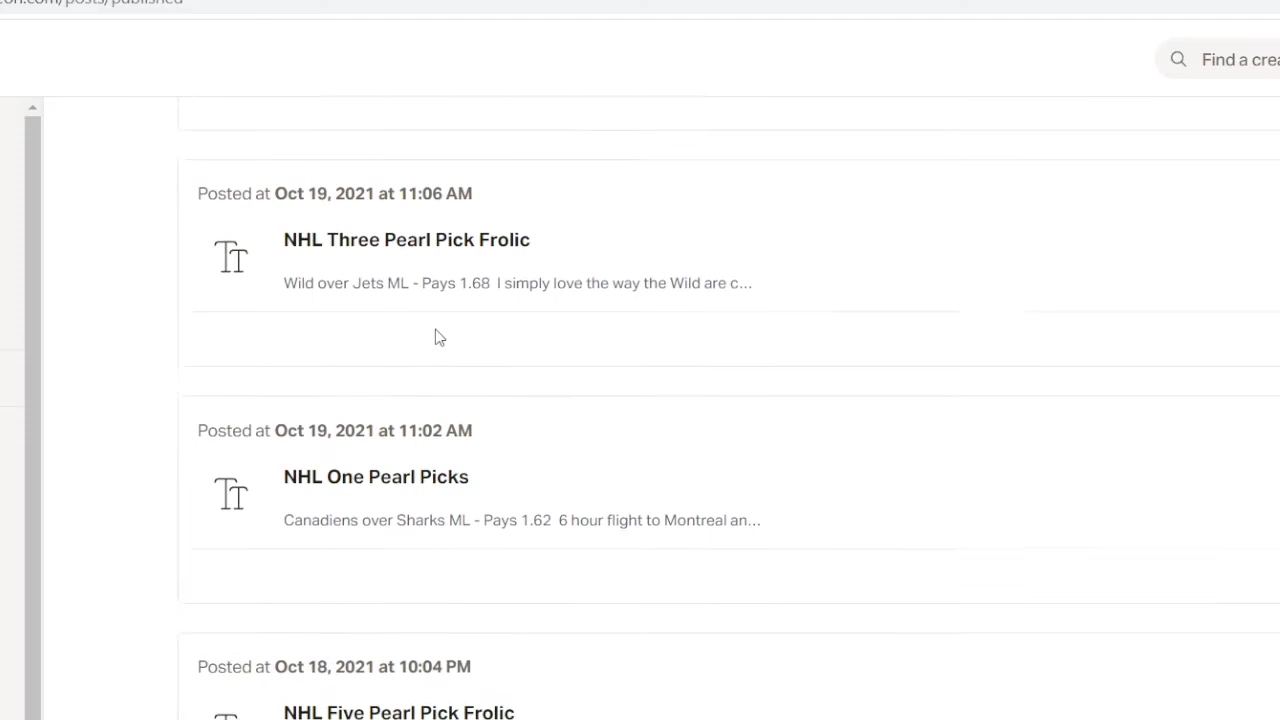 Find a crea
Posted at Oct 19, 2021 at 11:06 AM
NHL Three Pearl Pick Frolic
Wild over Jets ML - Pays 1.68 I simply love the way the Wild are c...
Posted at Oct 19, 2021 at 11:02 AM
NHL One Pearl Picks
Canadiens over Sharks ML - Pays 1.62 6 hour flight to Montreal an...
Posted at Oct 18, 2021 at 10:04 PM
NHL Five Pearl Pick Frolic